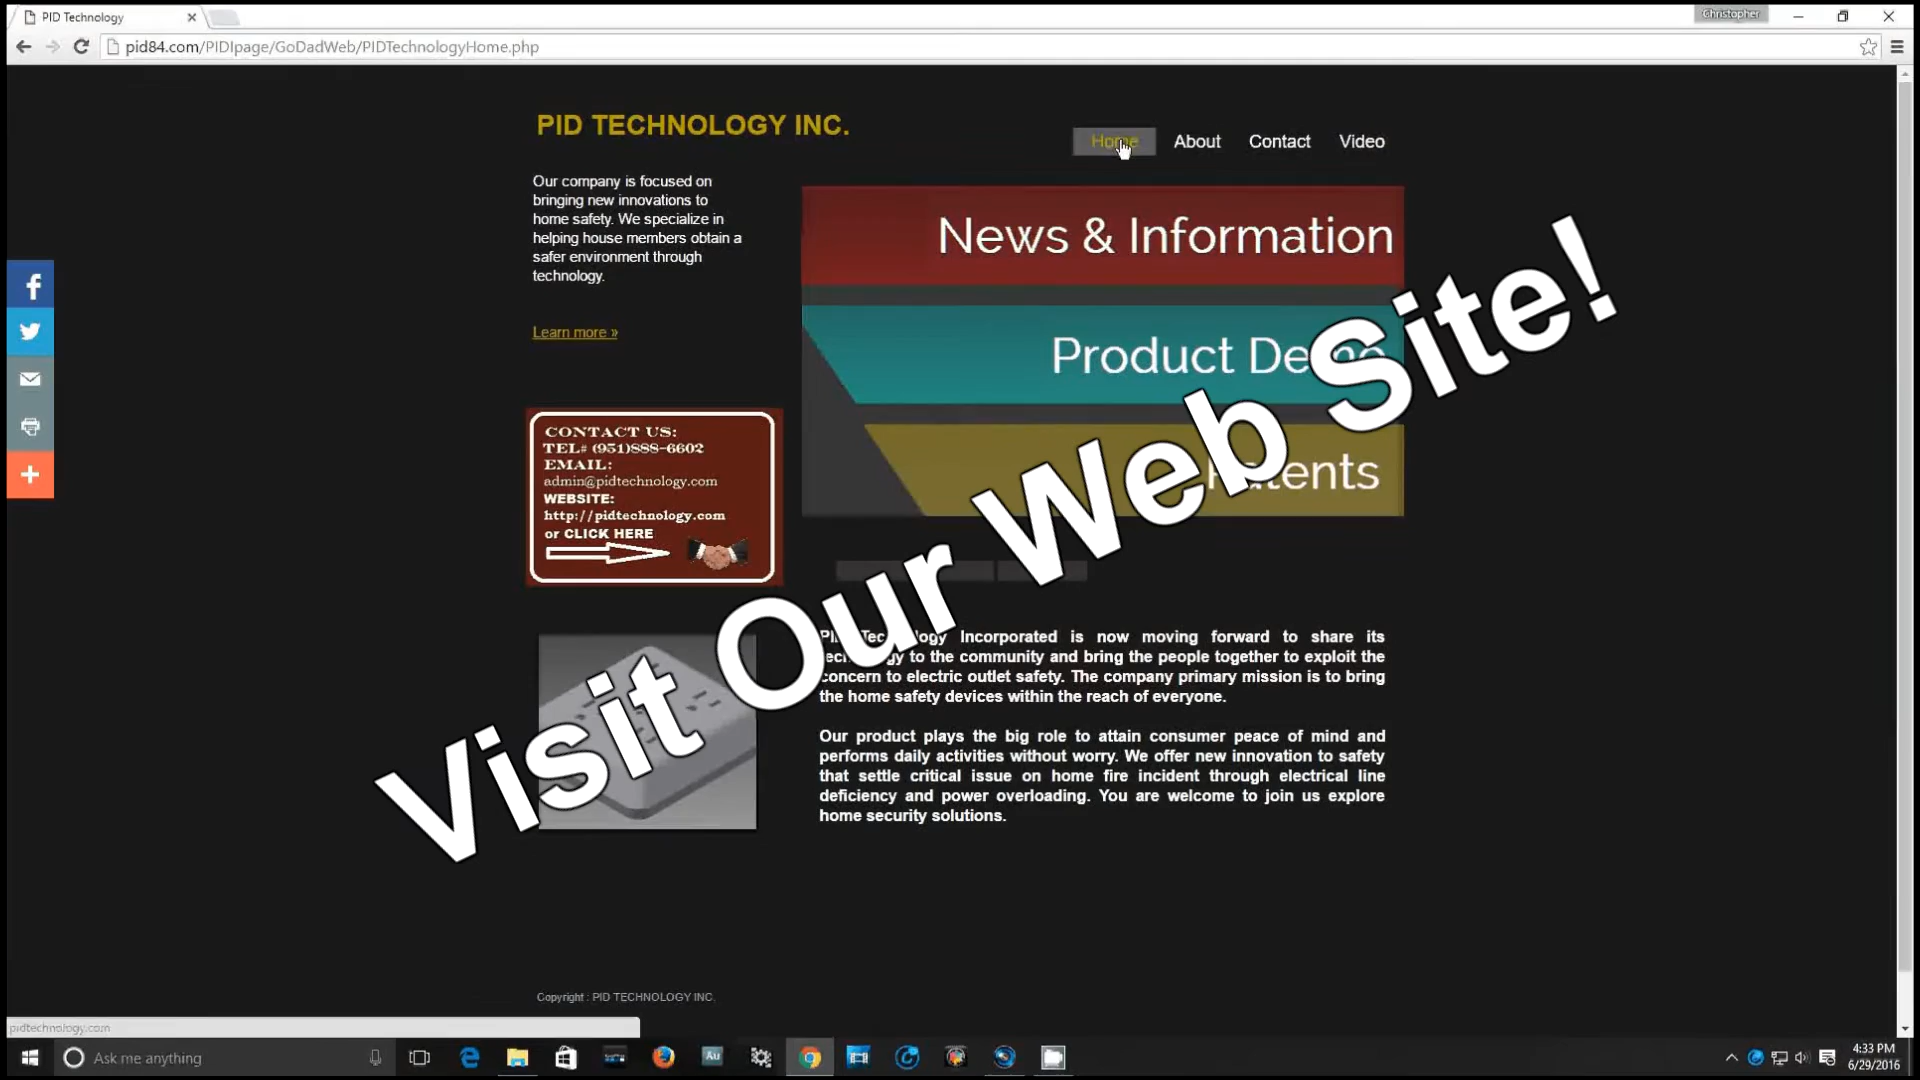 PID Technology
Christopher
pid84.com/PIDIpage/GoDadWeb/PIDTechnologyHome.php
PID TECHNOLOGY INC.
Home About Contact Video
Our company is focused on
bringing new innovations to
home safety. We specialize in
helping house members obtain a
safer environment through
technology.
Learn more »
News & Information
Product Demo
Patents
Visit Our Web Site!
CONTACT US:
TEL# (951)888-6602
EMAIL:
admin@pidtechnology.com
WEBSITE:
http://pidtechnology.com
or CLICK HERE
PID Technology Incorporated is now moving forward to share its
technology to the community and bring the people together to exploit the
concern to electric outlet safety. The company primary mission is to bring
the home safety devices within the reach of everyone.
Our product plays the big role to attain consumer peace of mind and
performs daily activities without worry. We offer new innovation to safety
that settle critical issue on home fire incident through electrical line
deficiency and power overloading. You are welcome to join us explore
home security solutions.
Copyright : PID TECHNOLOGY INC.
pidtechnology.com
Ask me anything
Au
4:33 PM
6/29/2016